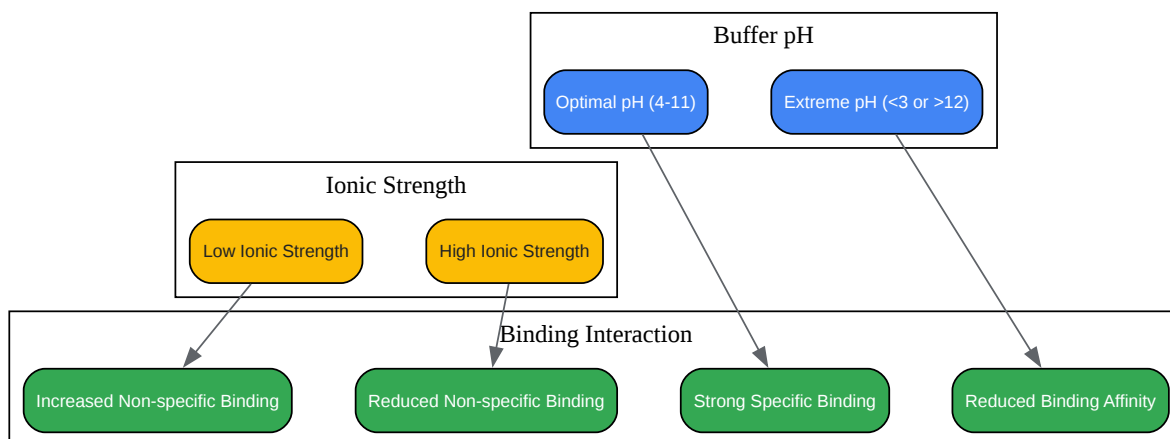 Buffer pH
Optimal pH (4-11)
Extreme pH (<3 or >12)
Ionic Strength
Low Ionic Strength
High Ionic Strength
Binding Interaction
Increased Non-specific Binding
Reduced Non-specific Binding
Strong Specific Binding
Reduced Binding Affinity